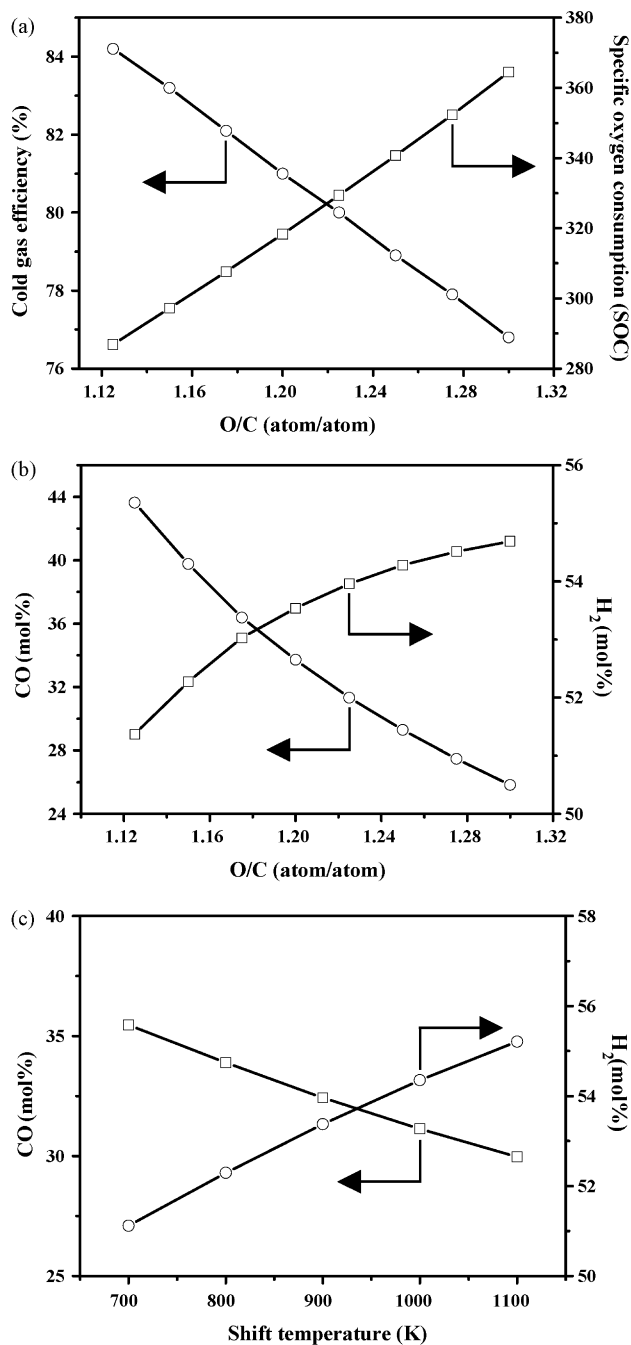 (a)
84
82
80
78
76
Cold gas efficiency (%)
380
360
340
320
300
280
Specific oxygen consumption (SOC)
1.12 1.16 1.20 1.24 1.28 1.32
O/C (atom/atom)
(b)
44
40
36
32
28
24
CO (mol%)
56
54
52
50
H2 (mol%)
1.12 1.16 1.20 1.24 1.28 1.32
O/C (atom/atom)
(c)
40
35
30
25
CO (mol%)
58
56
54
52
50
H2(mol%)
700 800 900 1000 1100
Shift temperature (K)